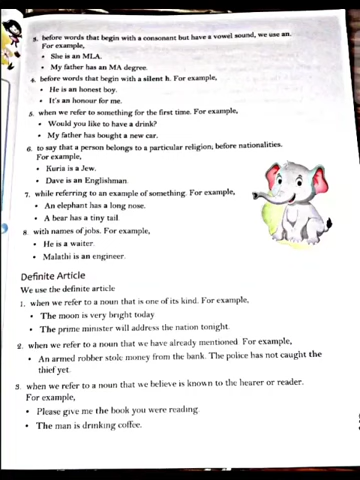 3. before words that begin with a consonant but have a vowel sound, we use an.
For example,
• She is an MLA.
• My father has an MA degree.
4. before words that begin with a silent h. For example,
• He is an honest boy.
• It's an honour for me.
5. when we refer to something for the first time. For example,
• Would you like to have a drink?
• My father has bought a new car.
6. to say that a person belongs to a particular religion, before nationalities.
For example,
• Kuria is a Jew.
• Dave is an Englishman.
7. while referring to an example of something. For example,
• An elephant has a long nose.
• A bear has a tiny tail
8. with names of jobs. For example,
• He is a waiter.
• Malathi is an engineer.
Definite Article
We use the definite article
1. when we refer to a noun that is one of its kind. For example,
• The moon is very bright today
• The prime minister will address the nation tonight.
2. when we refer to a noun that we have already mentioned. For example,
• An armed robber stole money from the bank. The police has not caught the
thief yet.
3. when we refer to a noun that we believe is known to the hearer or reader.
For example,
• Please give me the book you were reading.
• The man is drinking coffee.